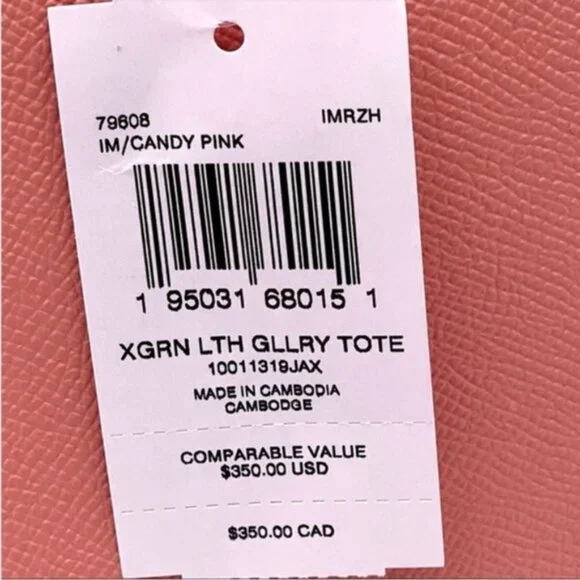 79608 IMRZH
IM/CANDY PINK
1 95031 68015 1
XGRN LTH GLLRY TOTE
10011319JAX
MADE IN CAMBODIA
CAMBODGE
COMPARABLE VALUE
$350.00 USD
$350.00 CAD